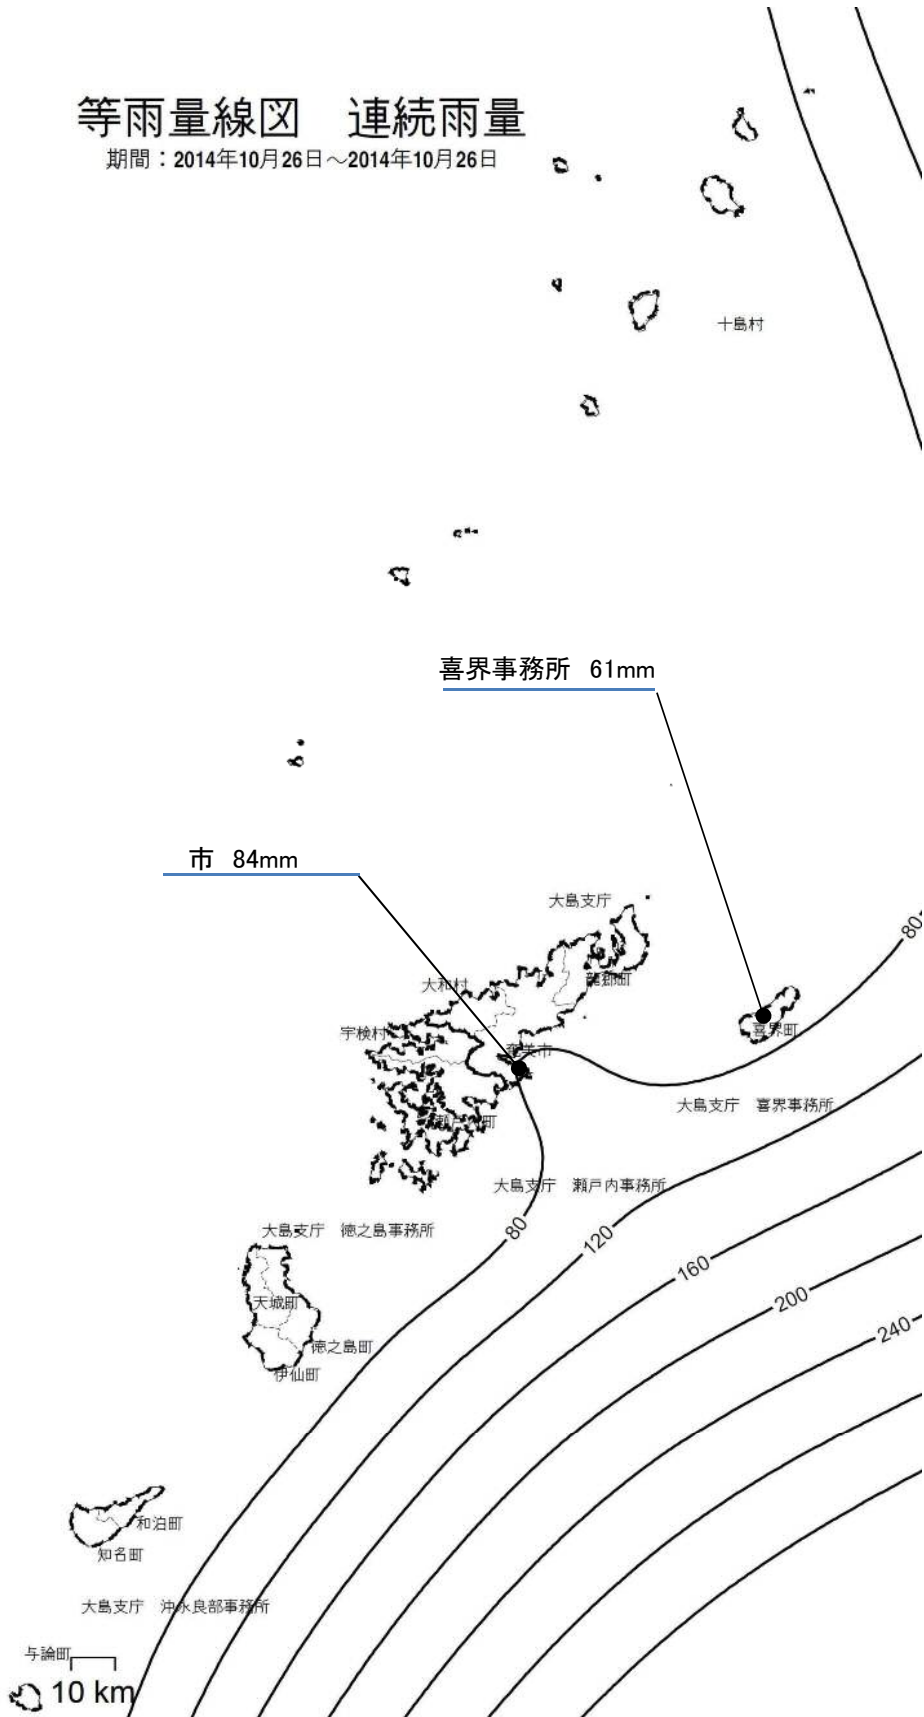 等雨量線図　連続雨量
期間：2014年10月26日～2014年10月26日
十島村
喜界事務所　61mm
市　84mm
大島支庁
80
龍郷町
大和村
喜界町
宇検村
奄美市
大島支庁　喜界事務所
瀬戸内町
大島支庁　瀬戸内事務所
大島支庁　徳之島事務所
80
120
160
200
240
天城町
徳之島町
伊仙町
和泊町
知名町
大島支庁　沖永良部事務所
与論町
10 km